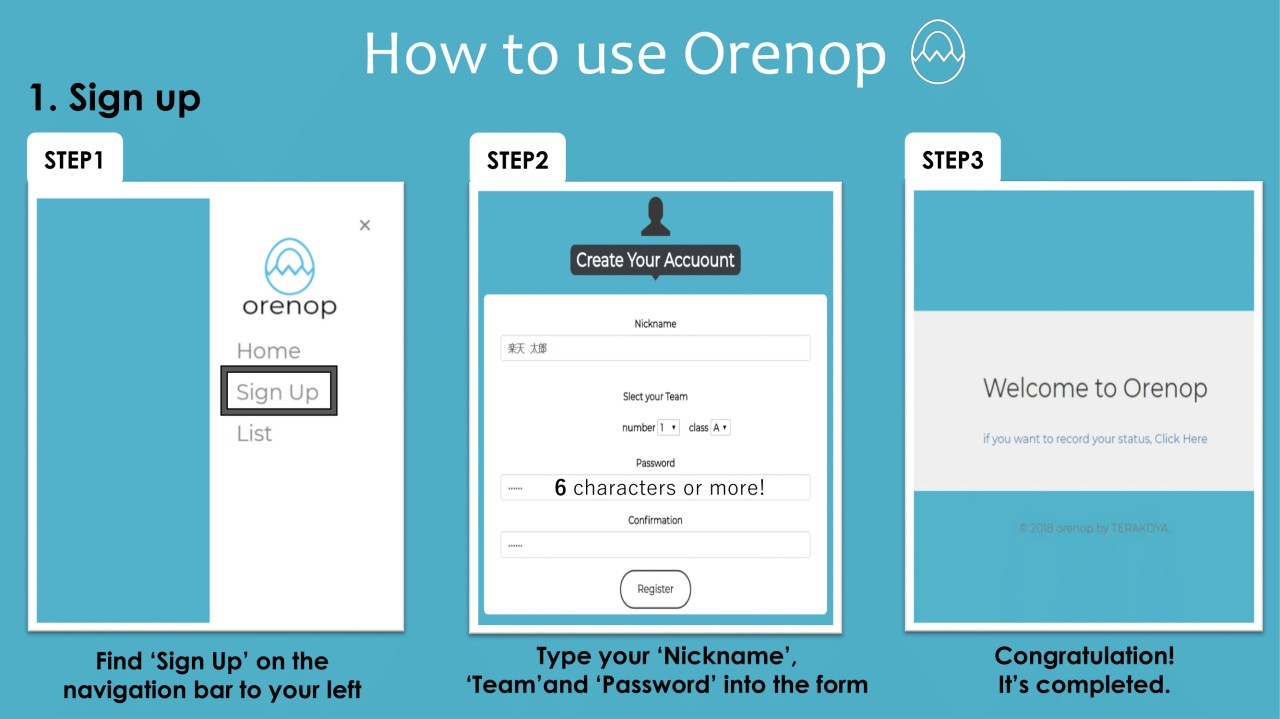 How to use Orenop
1. Sign up
STEP1
×
orenop
Home
Sign Up
List
Find ‘Sign Up’ on the
navigation bar to your left
STEP2
Create Your Accuount
Nickname
楽天 太郎
Slect your Team
number 1 ▾ class A ▾
Password
•••••• 6 characters or more!
Confirmation
••••••
Register
Type your ‘Nickname’,
‘Team’and ‘Password’ into the form
STEP3
Welcome to Orenop
if you want to record your status, Click Here
© 2018 orenop by TERAKOYA.
Congratulation!
It’s completed.